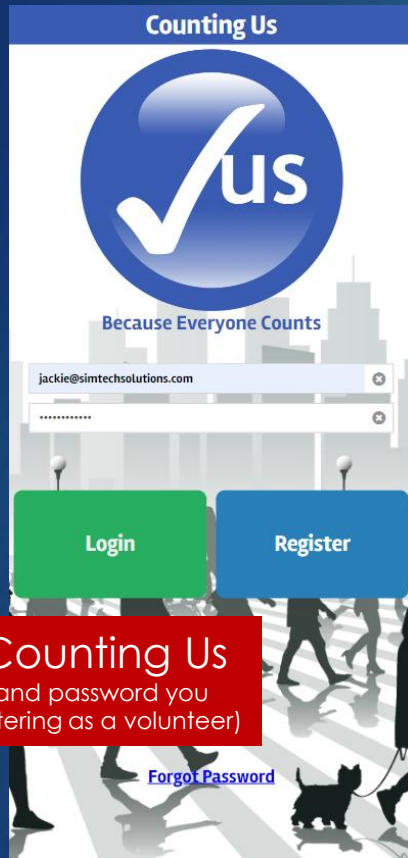 Counting Us
us
Because Everyone Counts
jackie@simtechsolutions.com
············
Login
Register
Counting Us
and password you
tering as a volunteer)
Forgot Password